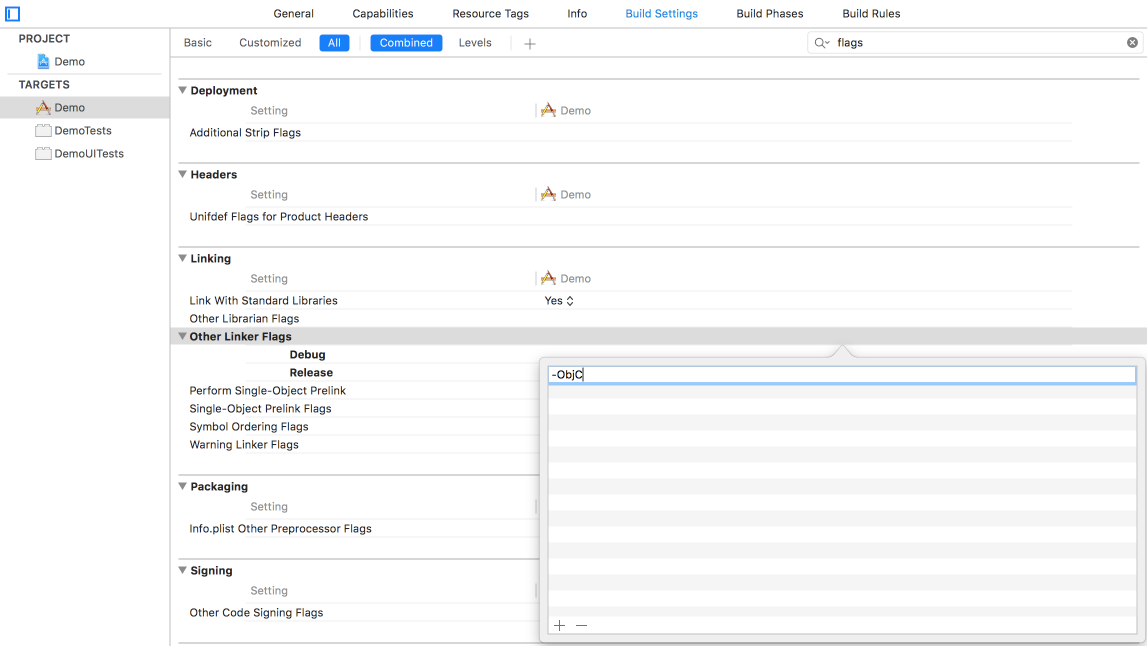 General Capabilities Resource Tags Info Build Settings Build Phases Build Rules
PROJECT
Demo
TARGETS
Demo
DemoTests
DemoUITests
Basic Customized All Combined Levels + flags
Deployment
Setting Demo
Additional Strip Flags
Headers
Setting Demo
Unifdef Flags for Product Headers
Linking
Setting Demo
Link With Standard Libraries Yes
Other Librarian Flags
Other Linker Flags
Debug
Release
-ObjC
Perform Single-Object Prelink
Single-Object Prelink Flags
Symbol Ordering Flags
Warning Linker Flags
Packaging
Setting
Info.plist Other Preprocessor Flags
Signing
Setting
Other Code Signing Flags
+ −